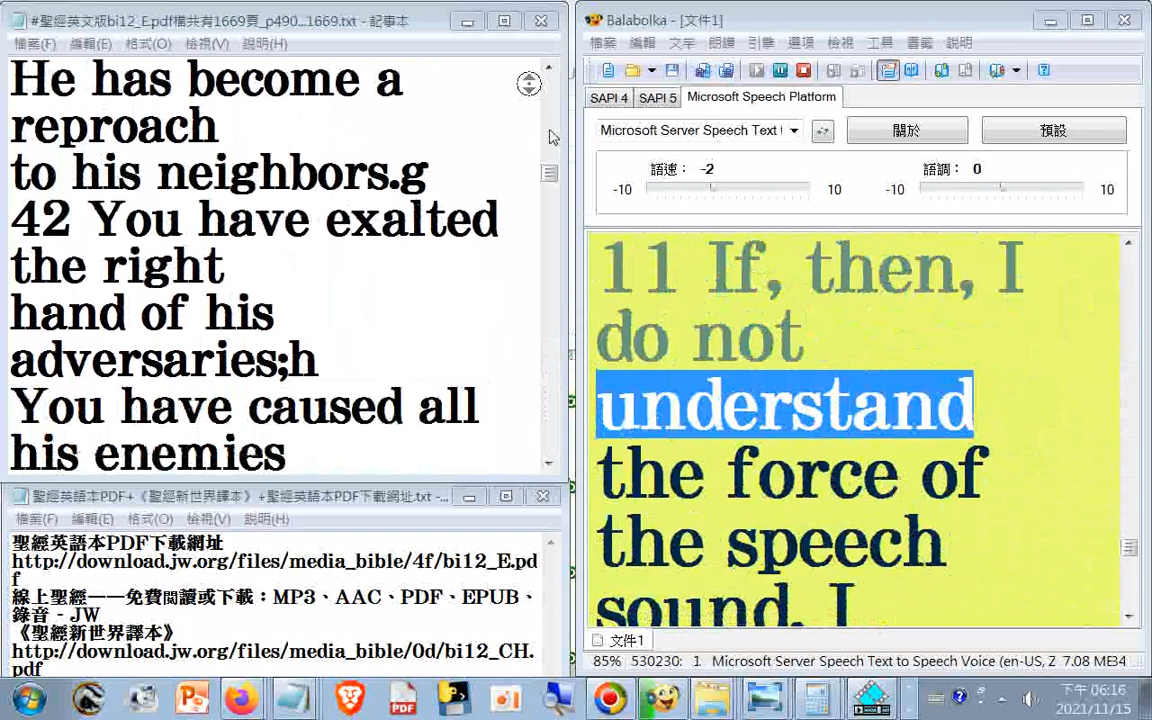 #聖經英文版bi12_E.pdf橫共有1669頁_p490...1669.txt - 記事本
檔案(F) 編輯(E) 格式(O) 檢視(V) 說明(H)
He has become a
reproach
to his neighbors.g
42 You have exalted
the right
hand of his
adversaries;h
You have caused all
his enemies
聖經英語本PDF+《聖經新世界譯本》+聖經英語本PDF下載網址.txt - ...
檔案(F) 編輯(E) 格式(O) 檢視(V) 說明(H)
聖經英語本PDF下載網址
http://download.jw.org/files/media_bible/4f/bi12_E.pd
f
線上聖經——免費閱讀或下載：MP3、AAC、PDF、EPUB、
錄音 - JW
《聖經新世界譯本》
http://download.jw.org/files/media_bible/0d/bi12_CH.
pdf
Balabolka - [文件1]
檔案 編輯 文字 朗讀 引擎 選項 檢視 工具 書籤 說明
SAPI 4 SAPI 5 Microsoft Speech Platform
Microsoft Server Speech Text 關於 預設
語速： -2 語調： 0
-10 10 -10 10
11 If, then, I
do not
understand
the force of
the speech
sound, I
文件1
85% 530230: 1 Microsoft Server Speech Text to Speech Voice (en-US, Z 7.08 ME34
PDF
下午 06:16
2021/11/15